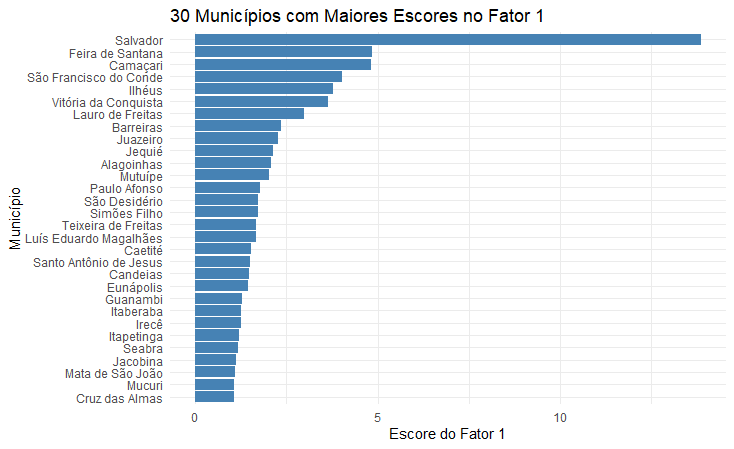 30 Municípios com Maiores Escores no Fator 1
Salvador
Feira de Santana
Camaçari
São Francisco do Conde
Ilhéus
Vitória da Conquista
Lauro de Freitas
Barreiras
Juazeiro
Jequié
Alagoinhas
Mutuípe
Paulo Afonso
São Desidério
Simões Filho
Teixeira de Freitas
Luís Eduardo Magalhães
Caetité
Santo Antônio de Jesus
Candeias
Eunápolis
Guanambi
Itaberaba
Irecê
Itapetinga
Seabra
Jacobina
Mata de São João
Mucuri
Cruz das Almas
Município
0 5 10
Escore do Fator 1